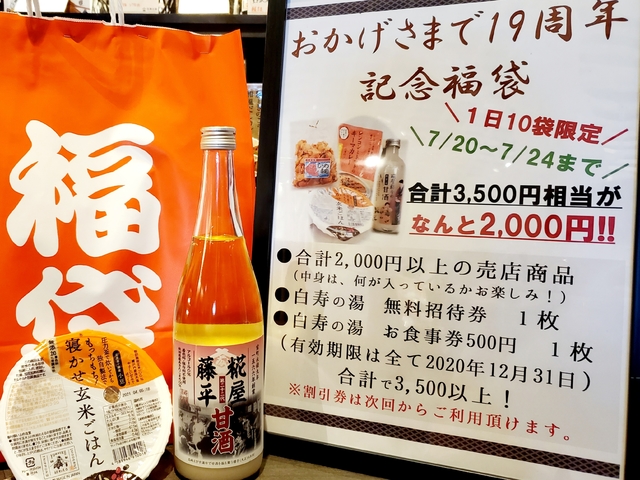 福袋
おかげさまで19周年
記念福袋
1日10袋限定
7/20〜7/24まで
合計3,500円相当が
なんと2,000円!!
●合計2,000円以上の売店商品
(中身は、何が入っているかお楽しみ!)
●白寿の湯 無料招待券 1枚
●白寿の湯 お食事券500円 1枚
(有効期限は全て2020年12月31日)
合計で3,500以上!
※割引券は次回からご利用頂けます。
糀屋
藤平
甘酒
もっちもち!
寝かせ玄米ごはん